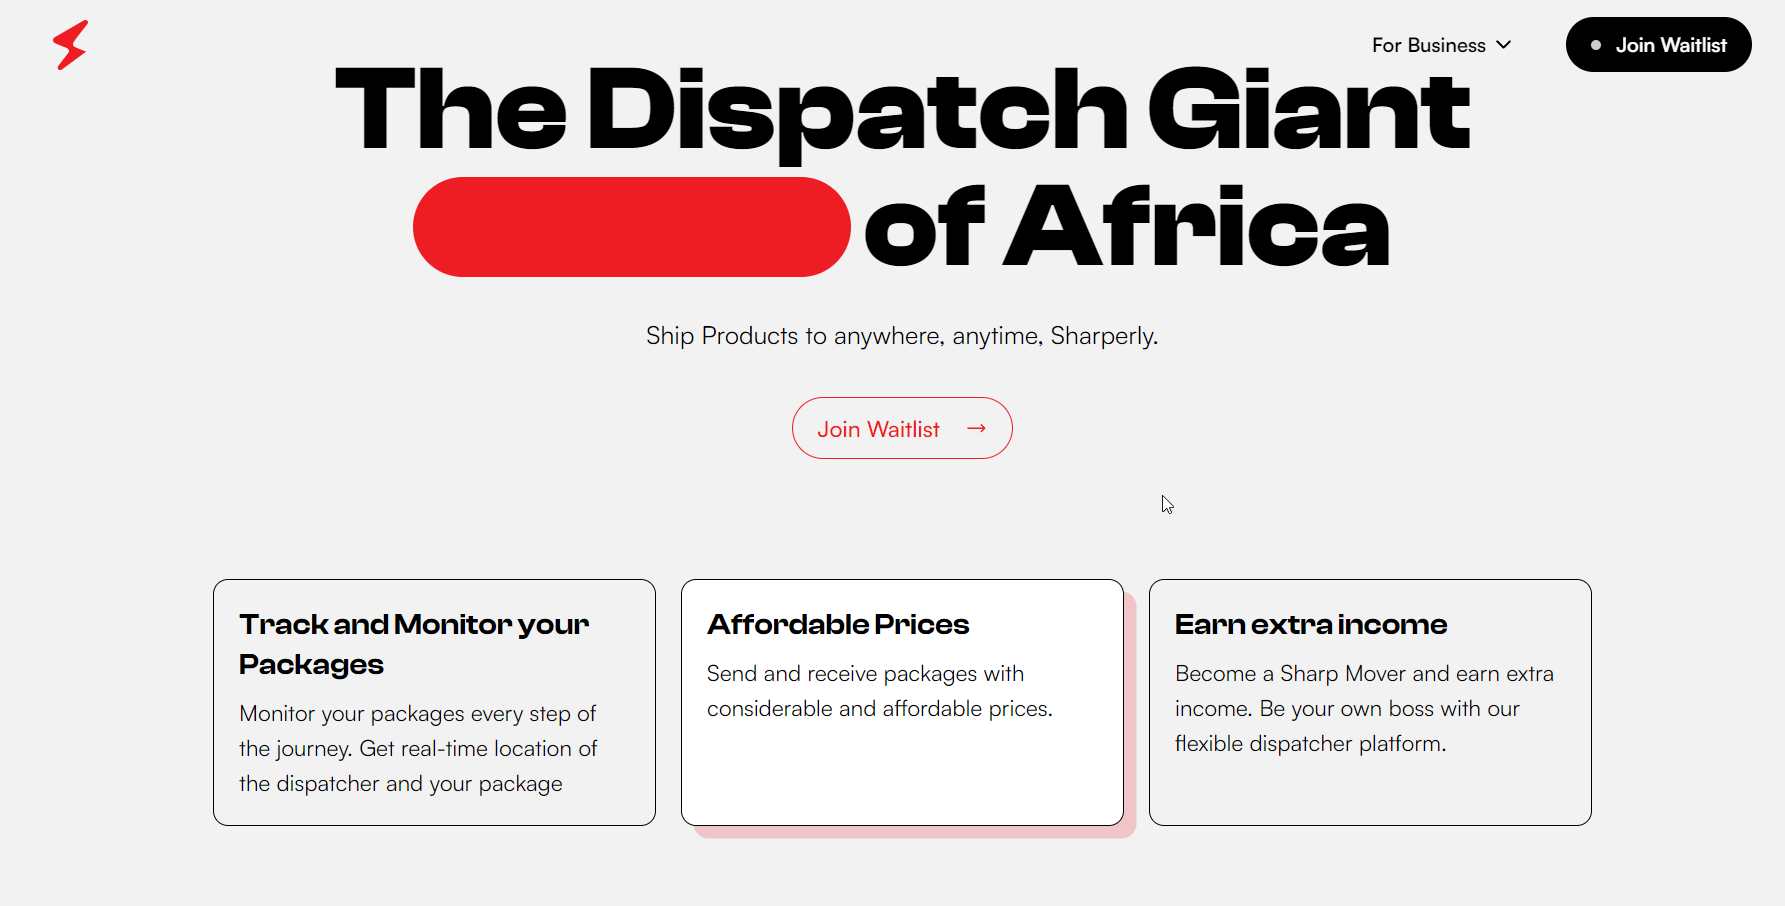 For Business
Join Waitlist
The Dispatch Giant
of Africa
Ship Products to anywhere, anytime, Sharperly.
Join Waitlist →
Track and Monitor your
Packages
Monitor your packages every step of
the journey. Get real-time location of
the dispatcher and your package
Affordable Prices
Send and receive packages with
considerable and affordable prices.
Earn extra income
Become a Sharp Mover and earn extra
income. Be your own boss with our
flexible dispatcher platform.